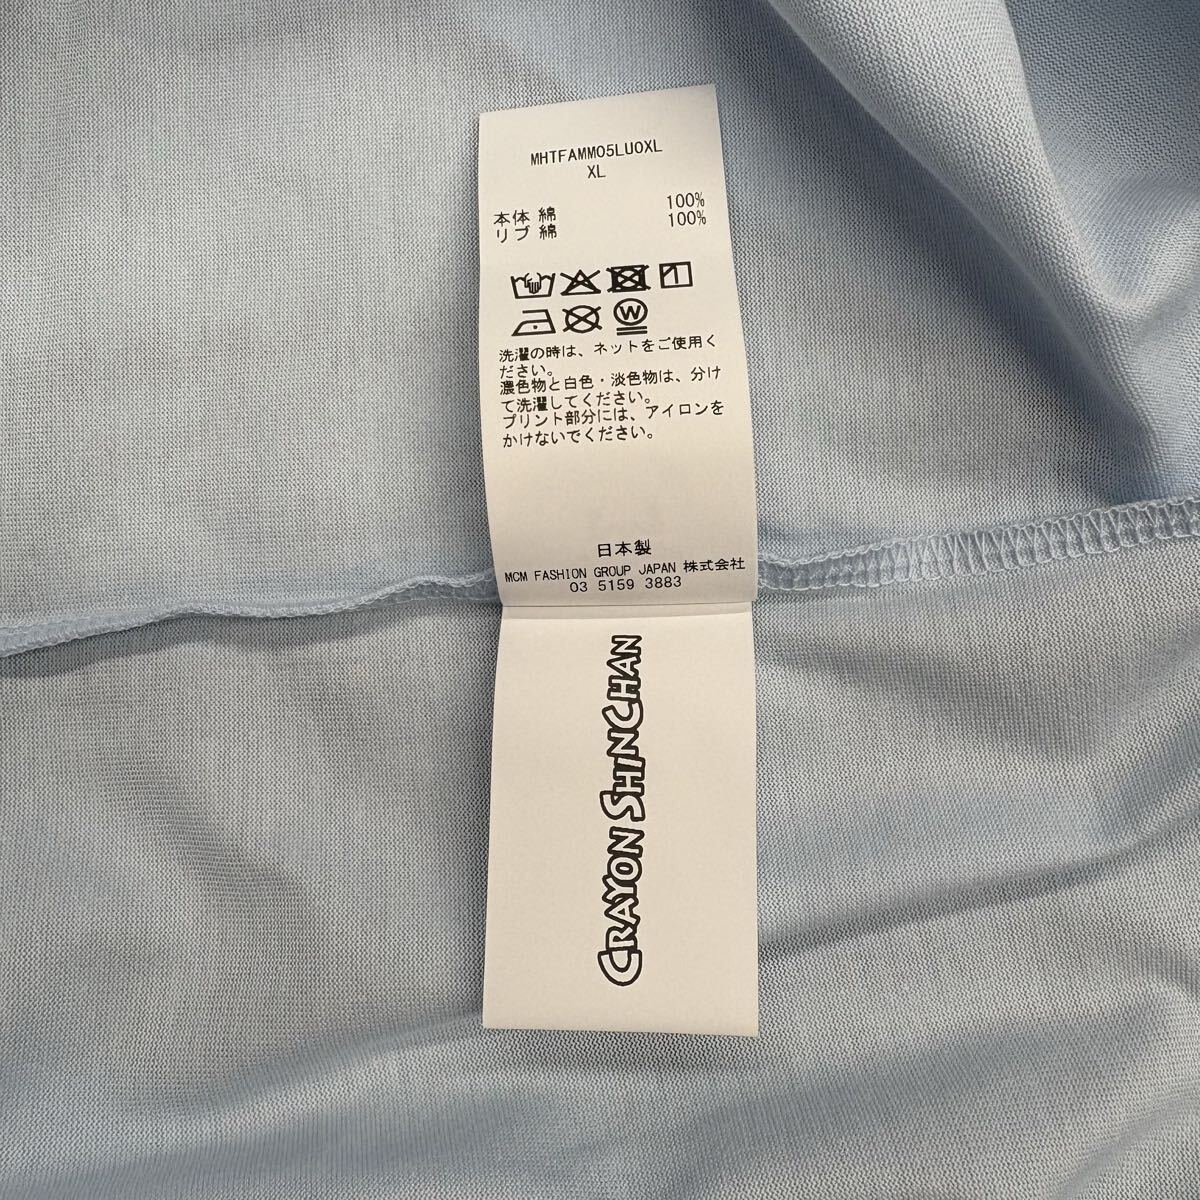 MHTFAMM05LU0XL
XL
本体 綿 100%
リブ 綿 100%
W
洗濯の時は、ネットをご使用く
ださい。
濃色物と白色・淡色物は、分け
て洗濯してください。
プリント部分には、アイロンを
かけないでください。
日本製
MCM FASHION GROUP JAPAN 株式会社
03 5159 3883
CRAYON SHINCHAN